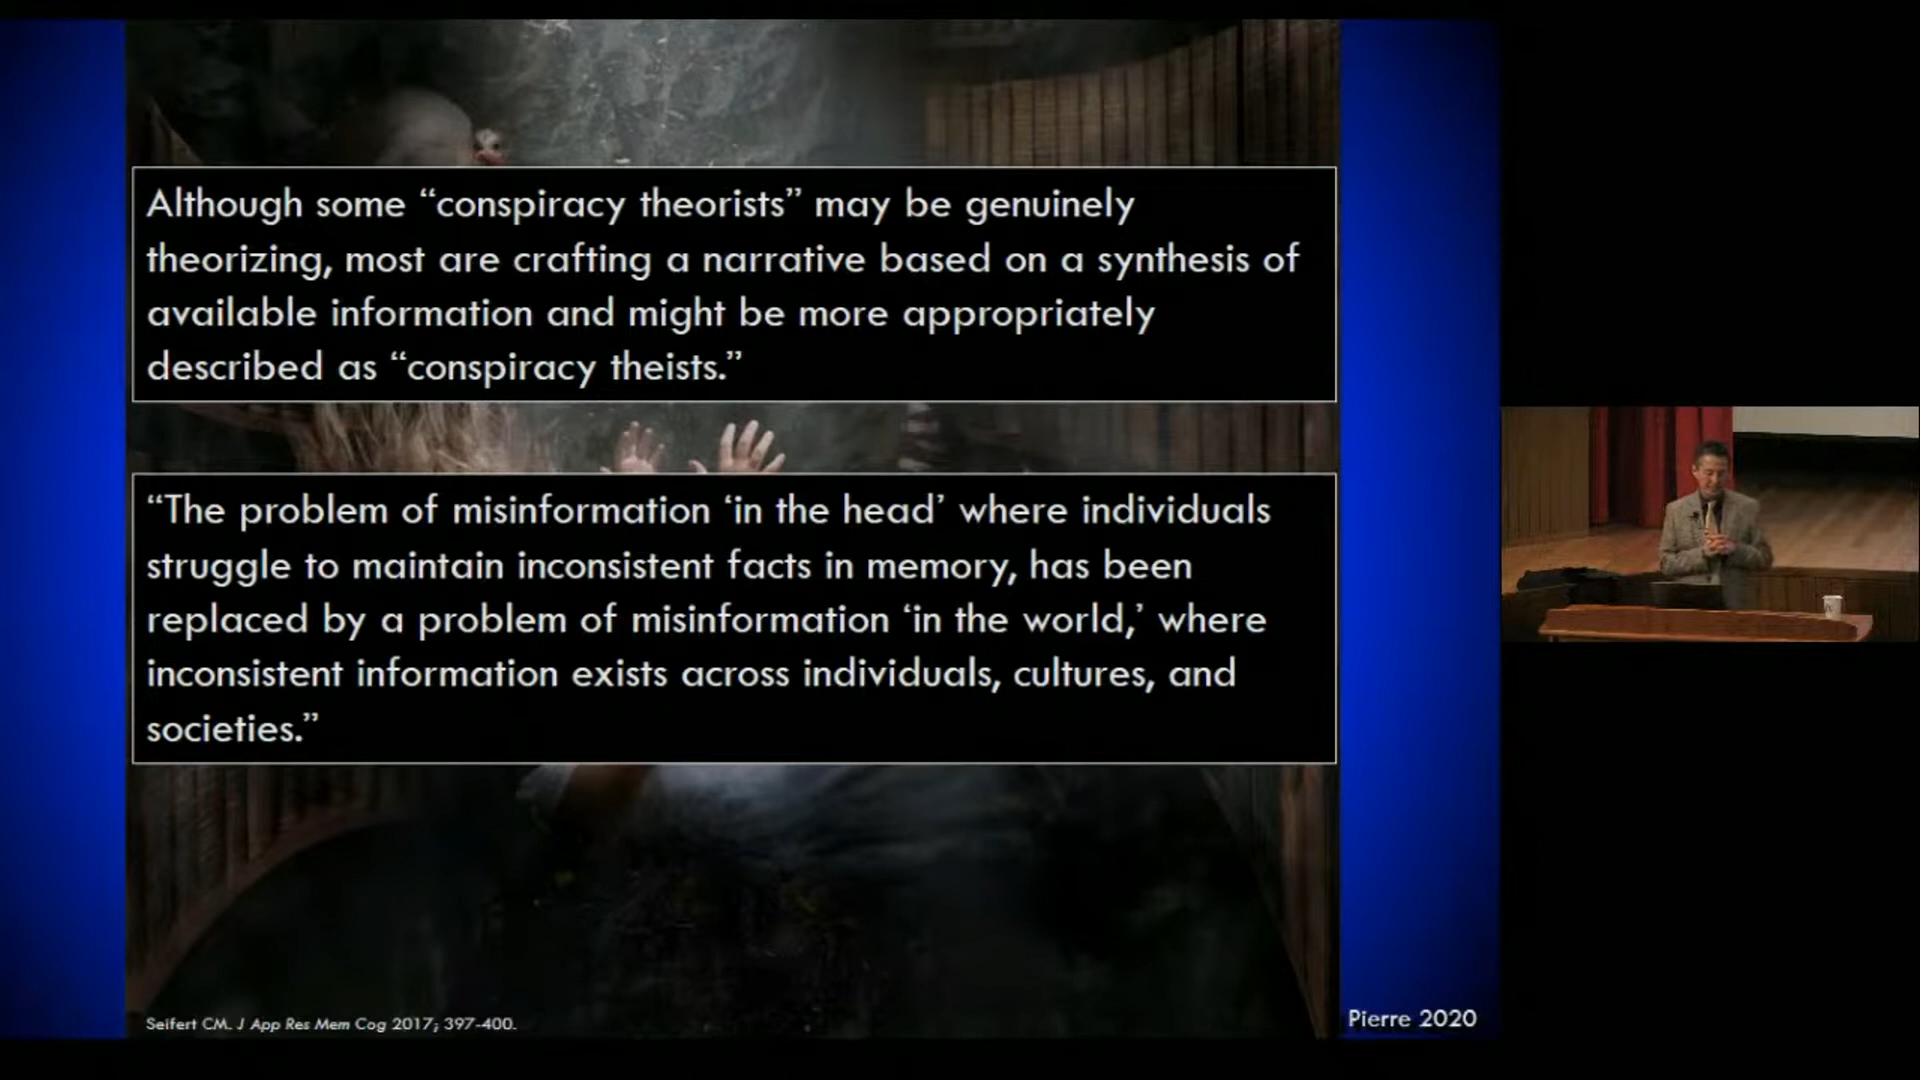 Although some “conspiracy theorists” may be genuinely
theorizing, most are crafting a narrative based on a synthesis of
available information and might be more appropriately
described as “conspiracy theists.”
“The problem of misinformation ‘in the head’ where individuals
struggle to maintain inconsistent facts in memory, has been
replaced by a problem of misinformation ‘in the world,’ where
inconsistent information exists across individuals, cultures, and
societies.”
Seifert CM. J App Res Mem Cog 2017; 397-400.
Pierre 2020